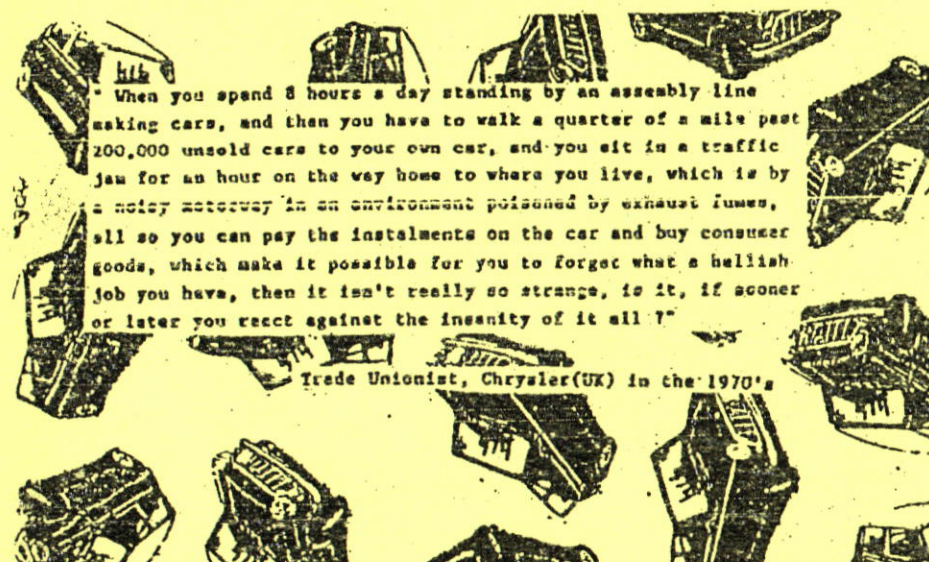 " When you spend 8 hours a day standing by an assembly line
making cars, and then you have to walk a quarter of a mile past
200.000 unsold cars to your own car, and you sit in a traffic
jam for an hour on the way home to where you live, which is by
a noisy motorway in an environment poisoned by exhaust fumes,
all so you can pay the instalments on the car and buy consumer
goods, which make it possible for you to forget what a hellish
job you have, then it isn't really so strange, is it, if sooner
or later you react against the insanity of it all ?"
Trade Unionist, Chrysler(UK) in the 1970's